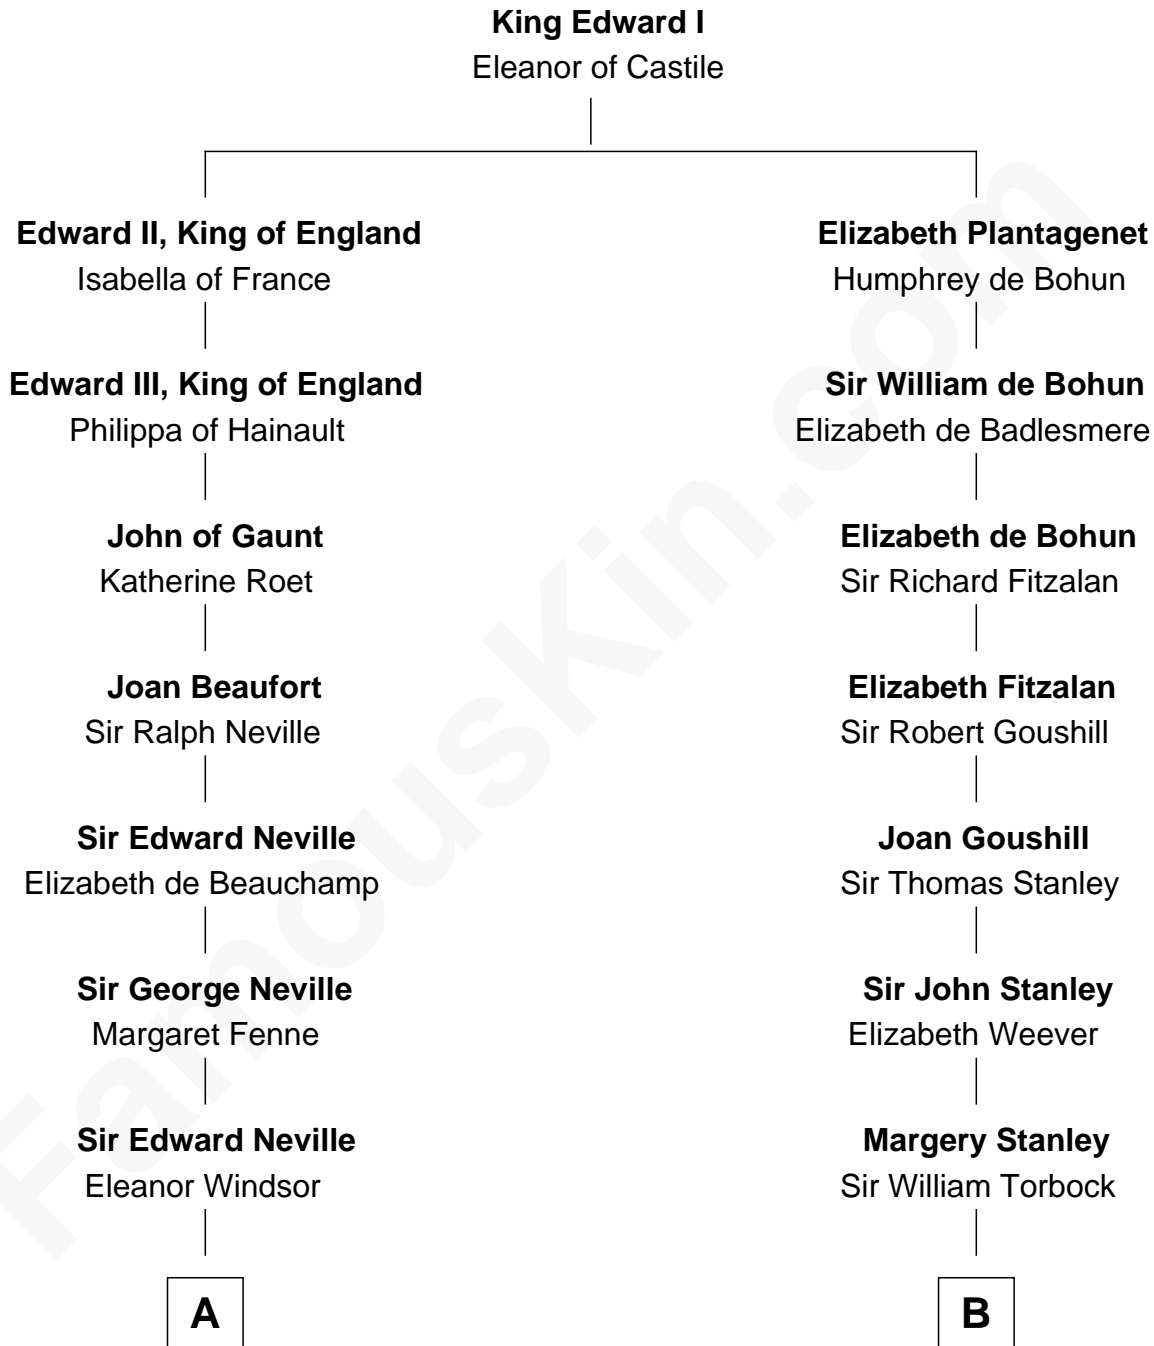 King Edward I
Eleanor of Castile
Edward II, King of England
Isabella of France
Edward III, King of England
Philippa of Hainault
John of Gaunt
Katherine Roet
Joan Beaufort
Sir Ralph Neville
Sir Edward Neville
Elizabeth de Beauchamp
Sir George Neville
Margaret Fenne
Sir Edward Neville
Eleanor Windsor
A
Elizabeth Plantagenet
Humphrey de Bohun
Sir William de Bohun
Elizabeth de Badlesmere
Elizabeth de Bohun
Sir Richard Fitzalan
Elizabeth Fitzalan
Sir Robert Goushill
Joan Goushill
Sir Thomas Stanley
Sir John Stanley
Elizabeth Weever
Margery Stanley
Sir William Torbock
B
FamousKin.com